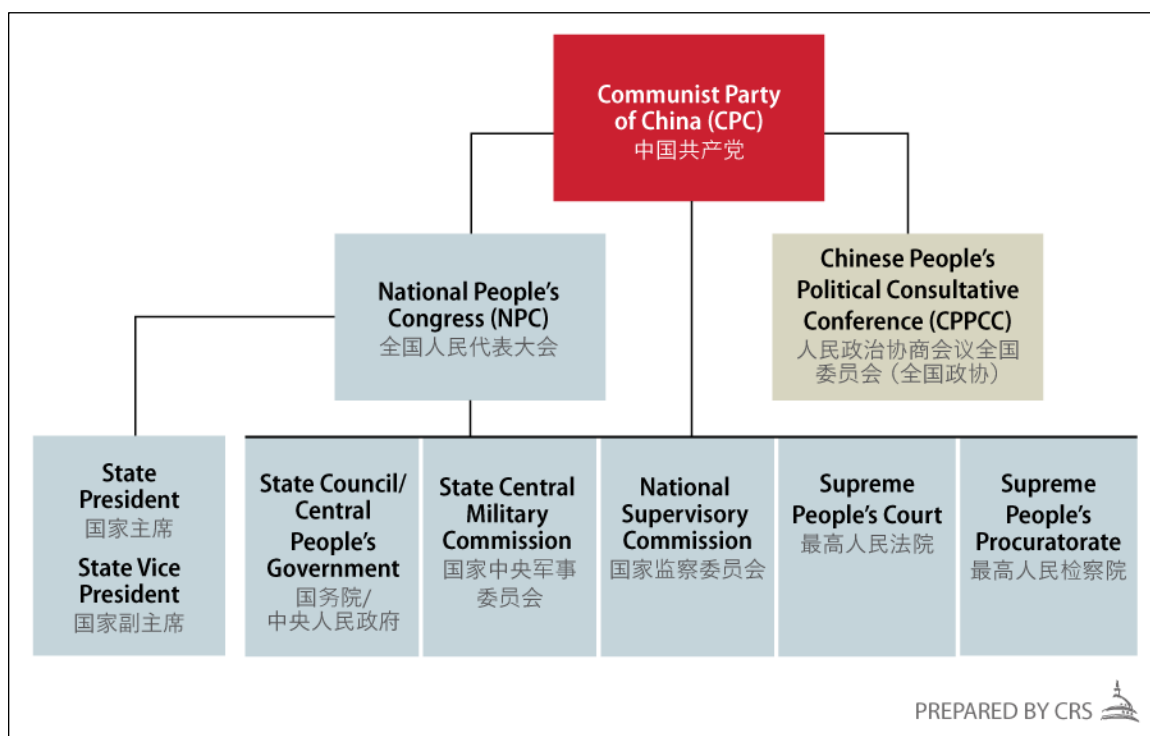 Communist Party
of China (CPC)
中国共产党
National People's
Congress (NPC)
全国人民代表大会
Chinese People's
Political Consultative
Conference (CPPCC)
人民政治协商会议全国
委员会（全国政协）
State
President
国家主席
State Vice
President
国家副主席
State Council/
Central
People's
Government
国务院/
中央人民政府
State Central
Military
Commission
国家中央军事
委员会
National
Supervisory
Commission
国家监察委员会
Supreme
People's Court
最高人民法院
Supreme
People's
Procuratorate
最高人民检察院
PREPARED BY CRS